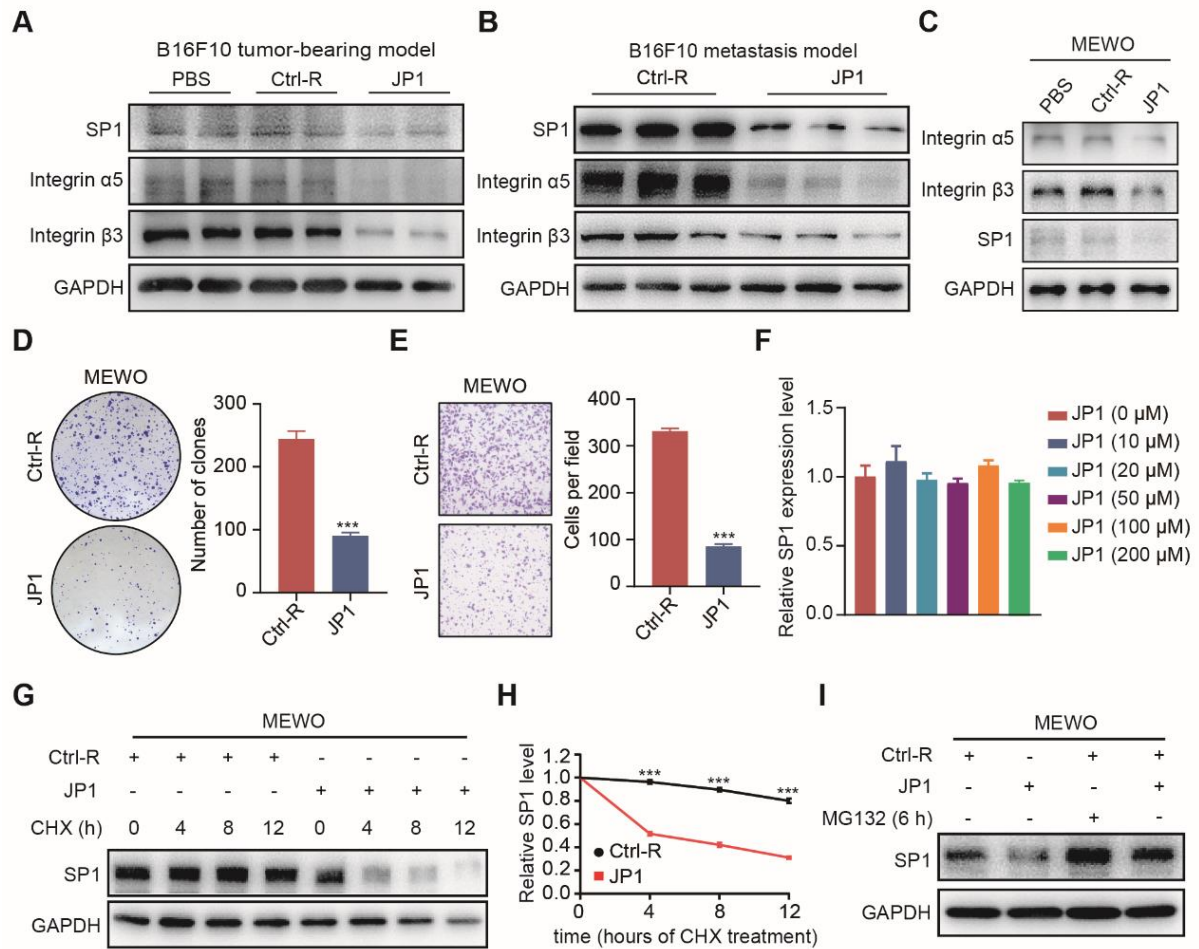 A
B16F10 tumor-bearing model
PBS Ctrl-R JP1
SP1
Integrin α5
Integrin β3
GAPDH
B
B16F10 metastasis model
Ctrl-R JP1
SP1
Integrin α5
Integrin β3
GAPDH
C
MEWO
PBS Ctrl-R JP1
Integrin α5
Integrin β3
SP1
GAPDH
D
MEWO
Ctrl-R
JP1
Number of clones
300
200
100
0
***
Ctrl-R JP1
E
MEWO
Ctrl-R
JP1
Cells per field
400
300
200
100
0
***
Ctrl-R JP1
F
Relative SP1 expression level
1.5
1.0
0.5
0.0
JP1 (0 µM)
JP1 (10 µM)
JP1 (20 µM)
JP1 (50 µM)
JP1 (100 µM)
JP1 (200 µM)
G
MEWO
Ctrl-R + + + + - - - -
JP1 - - - - + + + +
CHX (h) 0 4 8 12 0 4 8 12
SP1
GAPDH
H
Relative SP1 level
1.2
1.0
0.8
0.6
0.4
0.2
0.0
*** *** ***
Ctrl-R
JP1
0 4 8 12
time (hours of CHX treatment)
I
MEWO
Ctrl-R + - + +
JP1 - + - +
MG132 (6 h) - - + -
SP1
GAPDH